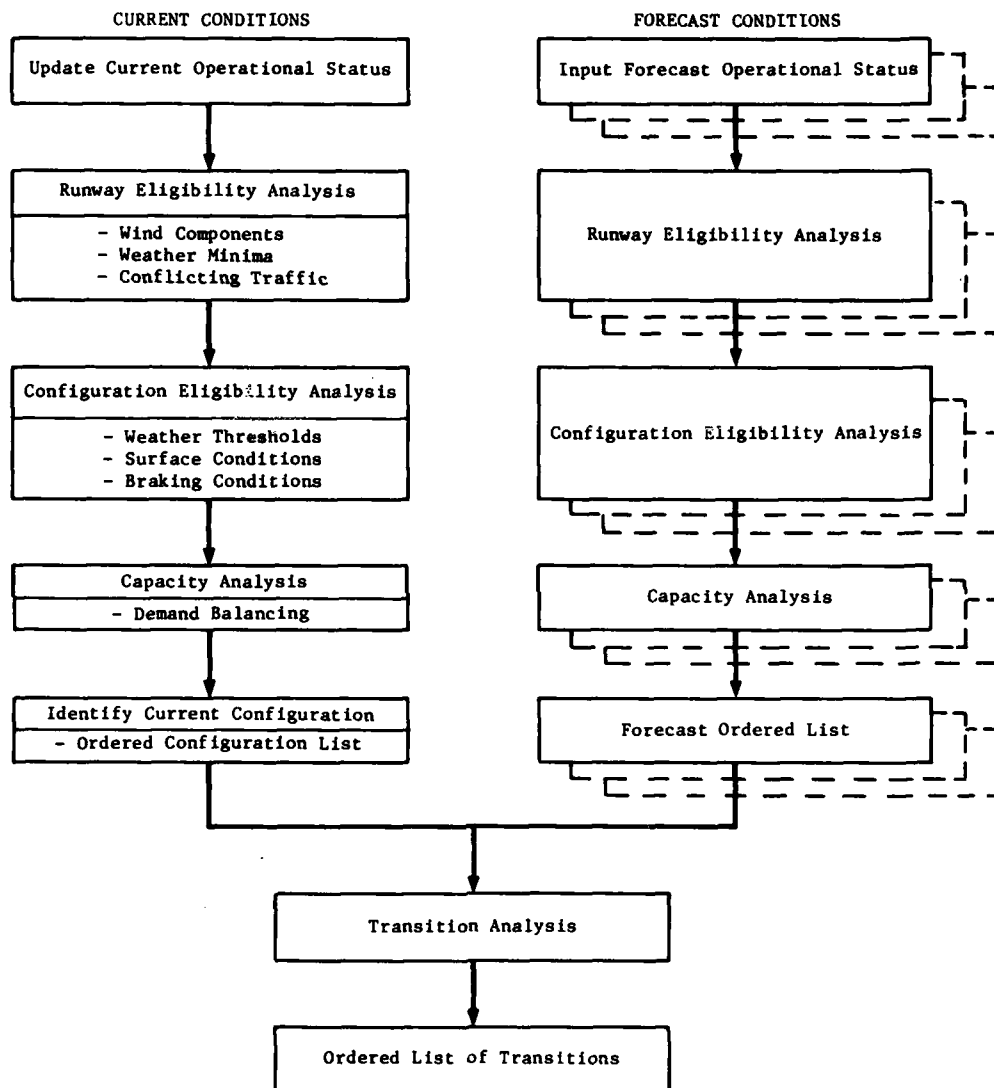 CURRENT CONDITIONS
Update Current Operational Status
Runway Eligibility Analysis
- Wind Components
- Weather Minima
- Conflicting Traffic
Configuration Eligibility Analysis
- Weather Thresholds
- Surface Conditions
- Braking Conditions
Capacity Analysis
- Demand Balancing
Identify Current Configuration
- Ordered Configuration List
FORECAST CONDITIONS
Input Forecast Operational Status
Runway Eligibility Analysis
Configuration Eligibility Analysis
Capacity Analysis
Forecast Ordered List
Transition Analysis
Ordered List of Transitions